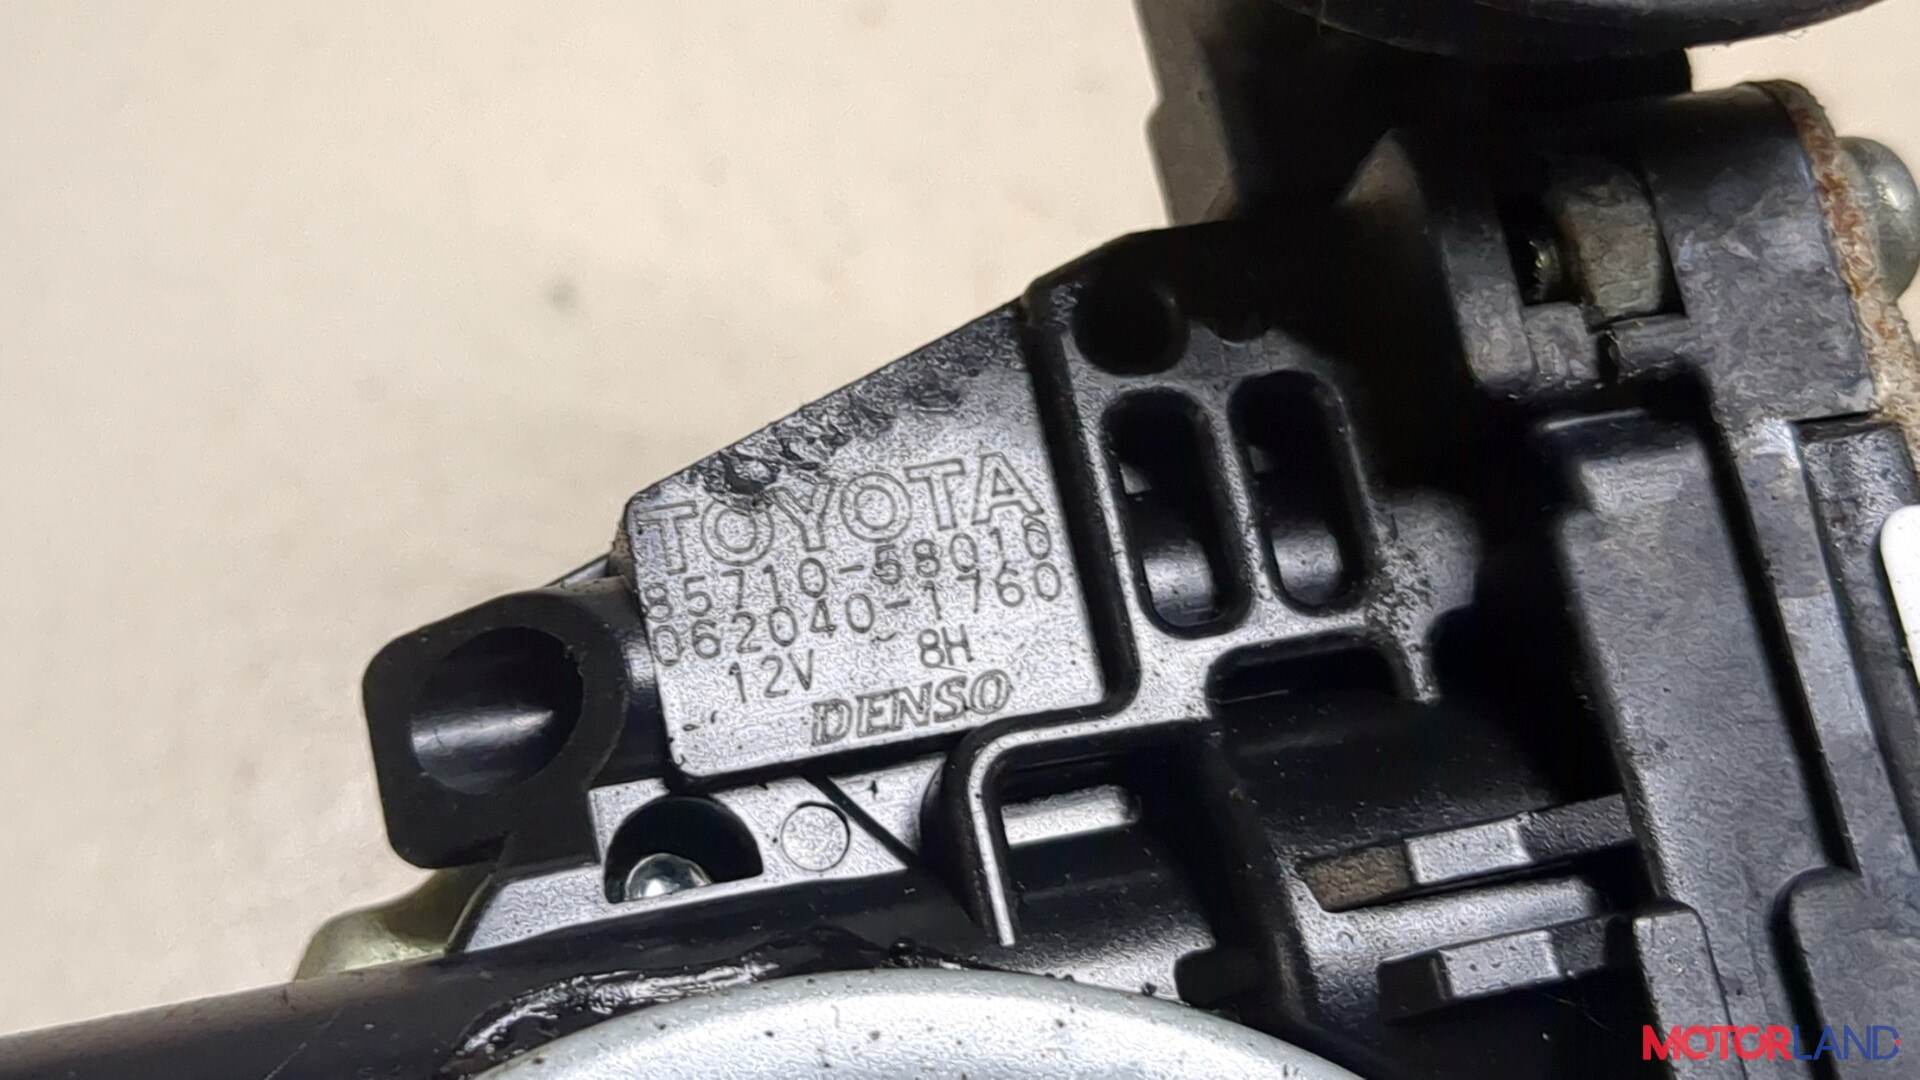 TOYOTA
85710-58010
062040-1760
12V 8H
DENSO
MOTORLAND